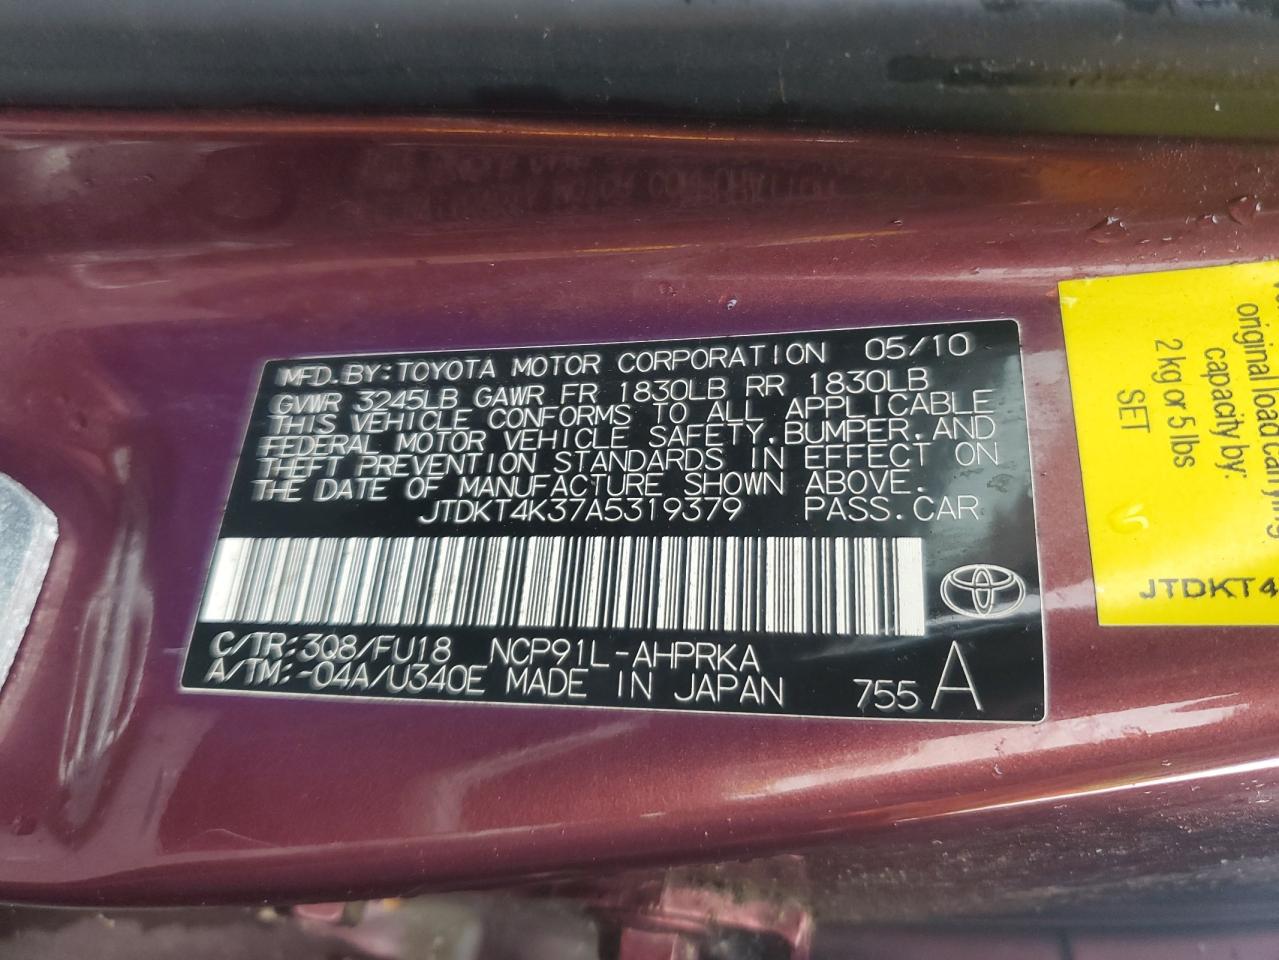 MFD.BY:TOYOTA MOTOR CORPORATION 05/10
GVWR 3245LB GAWR FR 1830LB RR 1830LB
THIS VEHICLE CONFORMS TO ALL APPLICABLE
FEDERAL MOTOR VEHICLE SAFETY,BUMPER,AND
THEFT PREVENTION STANDARDS IN EFFECT ON
THE DATE OF MANUFACTURE SHOWN ABOVE.
JTDKT4K37A5319379 PASS.CAR
C/TR:3Q8/FU18 NCP91L-AHPRKA
A/TM:-04A/U340E MADE IN JAPAN 755 A
original load carrying
capacity by:
2 kg or 5 lbs
SET
JTDKT4